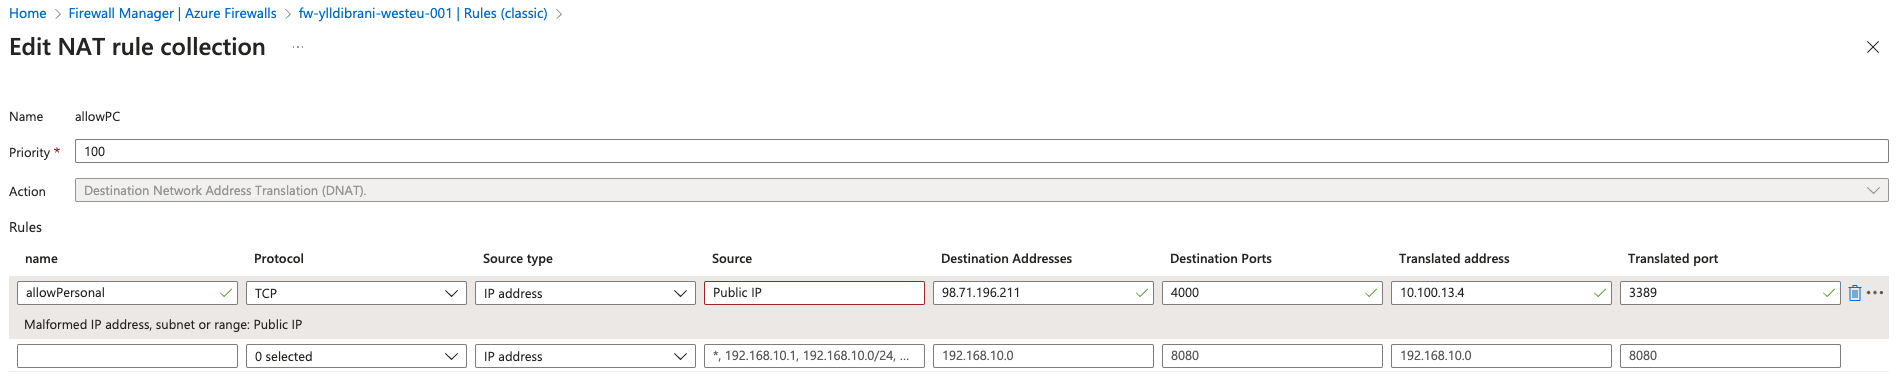 Home > Firewall Manager | Azure Firewalls > fw-ylldibrani-westeu-001 | Rules (classic) >
Edit NAT rule collection ...
Name allowPC
Priority * 100
Action Destination Network Address Translation (DNAT).
Rules
name Protocol Source type Source Destination Addresses Destination Ports Translated address Translated port
allowPersonal TCP IP address Public IP 98.71.196.211 4000 10.100.13.4 3389
Malformed IP address, subnet or range: Public IP
0 selected IP address *, 192.168.10.1, 192.168.10.0/24, ... 192.168.10.0 8080 192.168.10.0 8080